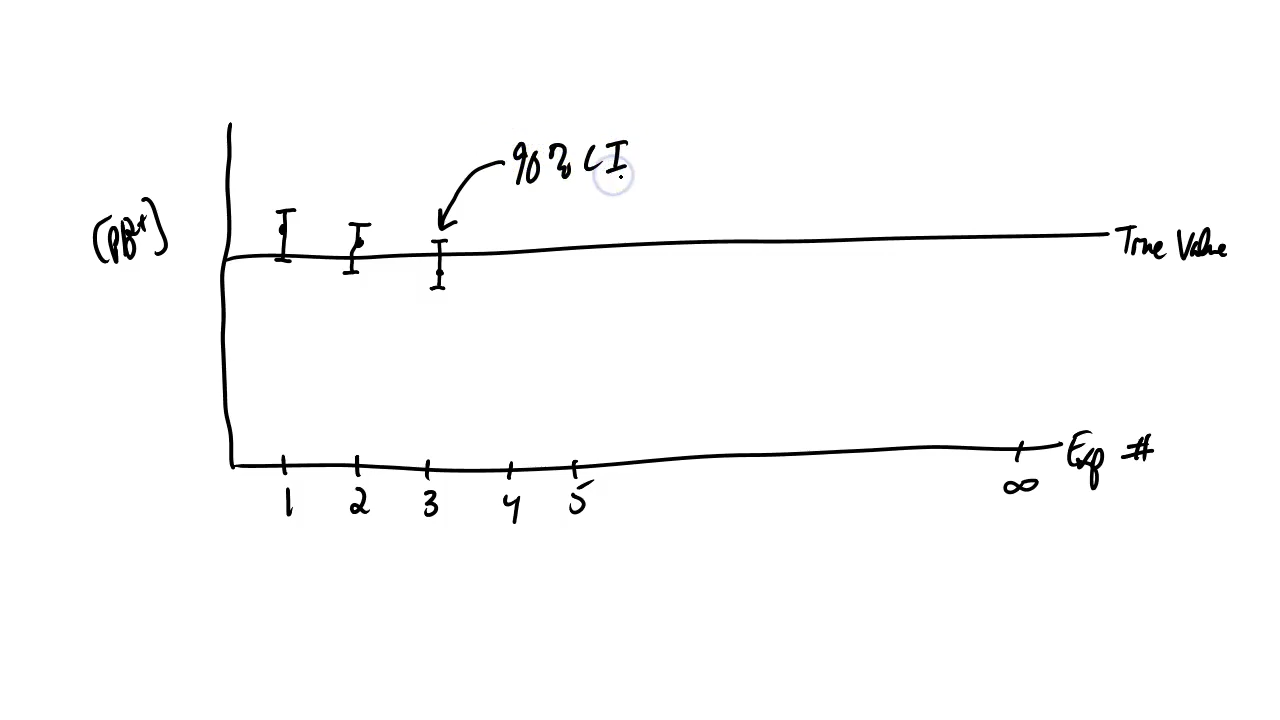 90% CI
[Pb2+]
True Value
Exp #
1 2 3 4 5 ∞